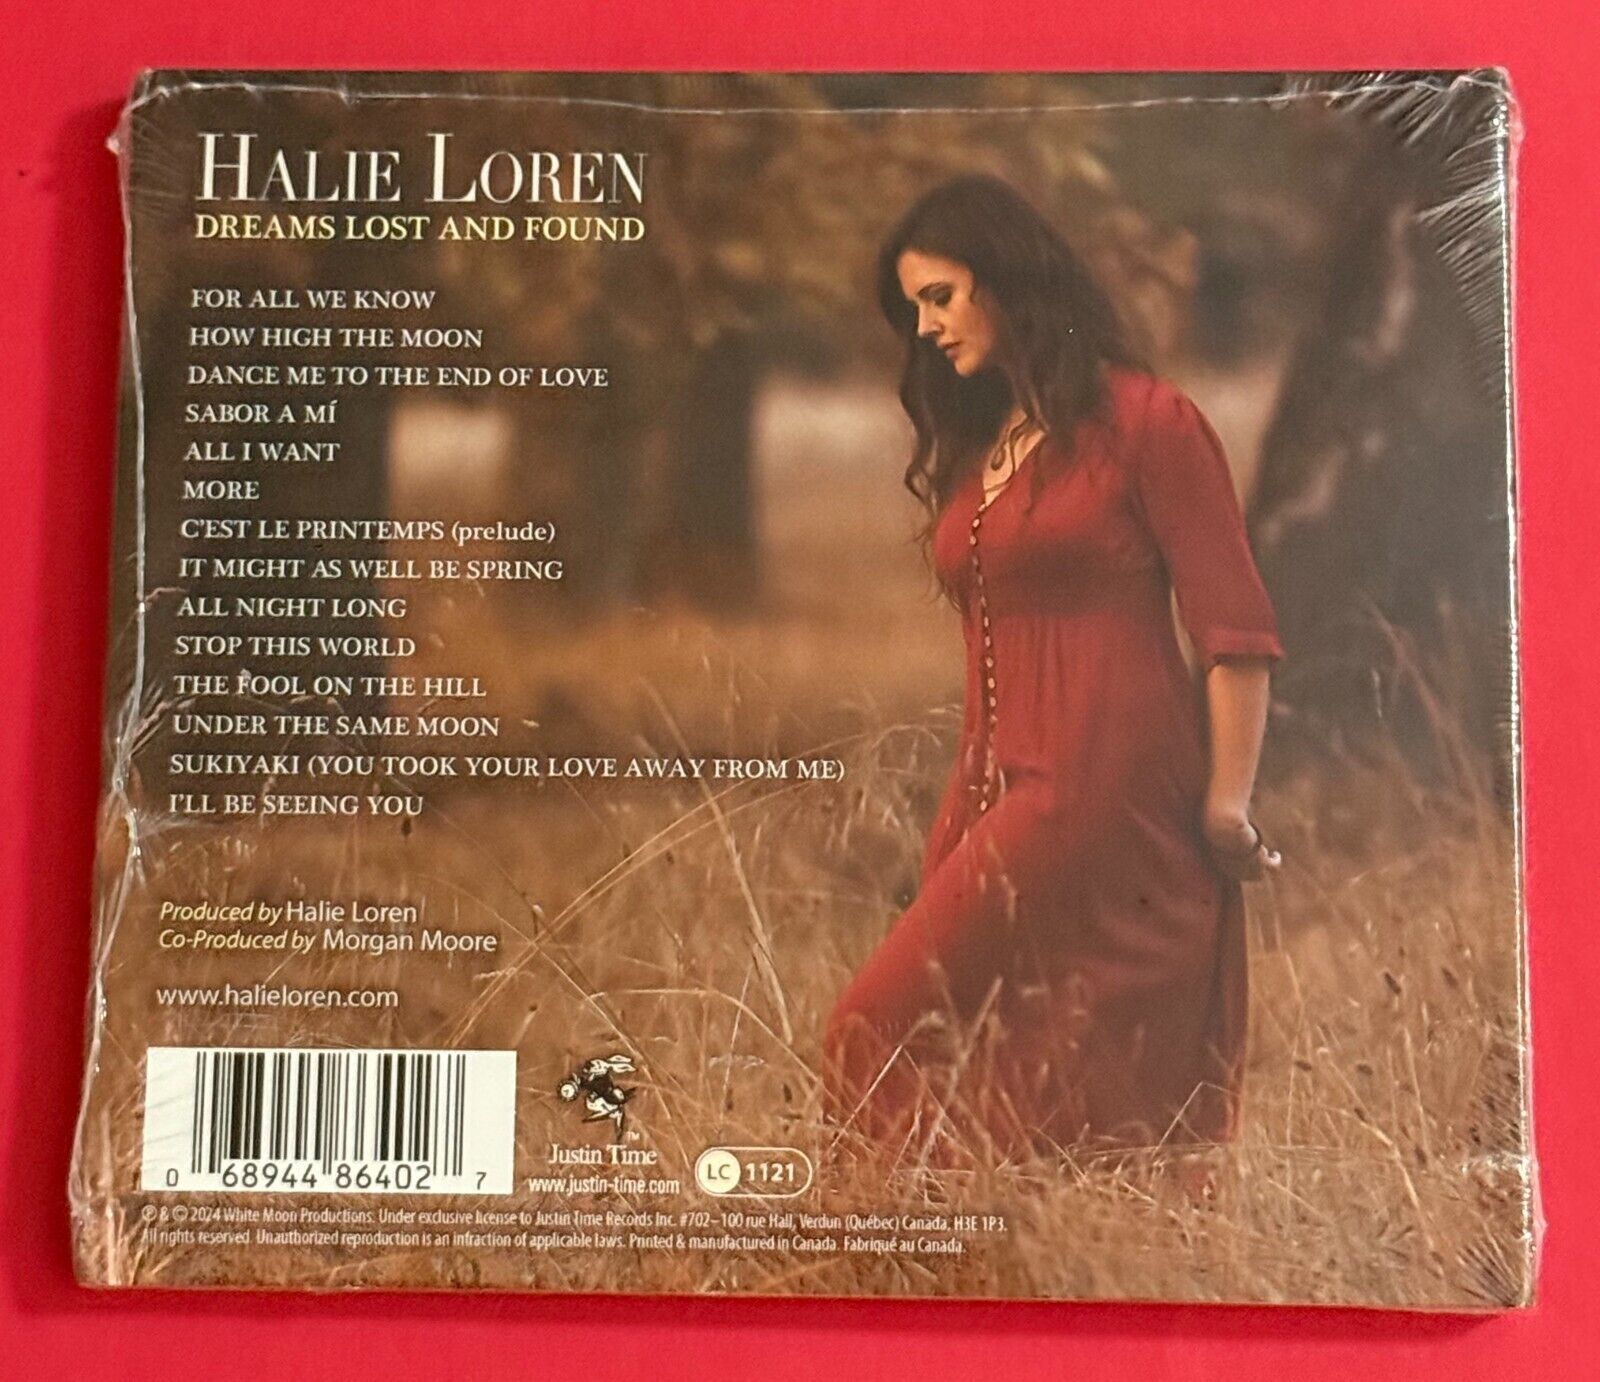 HALIE LOREN
DREAMS LOST AND FOUND
FOR ALL WE KNOW
HOW HIGH THE MOON
DANCE ME TO THE END OF LOVE
SABOR A MÍ
ALL I WANT
MORE
C'EST LE PRINTEMPS (prelude)
IT MIGHT AS WELL BE SPRING
ALL NIGHT LONG
STOP THIS WORLD
THE FOOL ON THE HILL
UNDER THE SAME MOON
SUKIYAKI (YOU TOOK YOUR LOVE AWAY FROM ME)
I'LL BE SEEING YOU
Produced by Halie Loren
Co-Produced by Morgan Moore
www.halieloren.com
0 68944 86402 7
TM
Justin Time
www.justin-time.com
LC 1121
℗ & © 2024 White Moon Productions. Under exclusive license to Justin Time Records Inc. #702–100 rue Hall, Verdun (Québec) Canada, H3E 1P3.
All rights reserved. Unauthorized reproduction is an infraction of applicable laws. Printed & manufactured in Canada. Fabriqué au Canada.